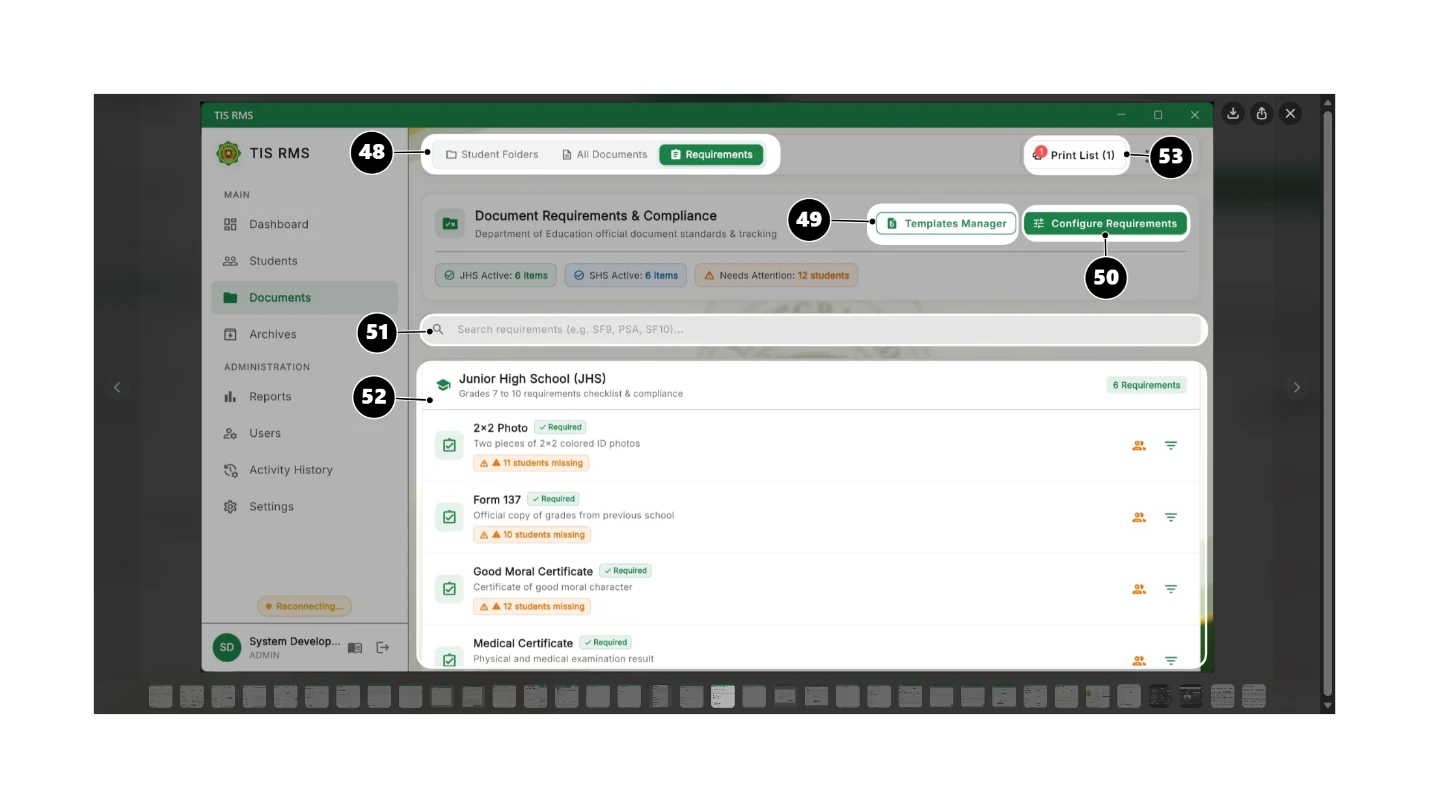 TIS RMS
TIS RMS
MAIN
Dashboard
Students
Documents
Archives
ADMINISTRATION
Reports
Users
Activity History
Settings
Reconnecting...
SD
System Develop...
ADMIN
48
Student Folders
All Documents
Requirements
1
Print List (1)
53
Document Requirements & Compliance
Department of Education official document standards & tracking
49
Templates Manager
Configure Requirements
50
JHS Active: 6 items
SHS Active: 6 items
Needs Attention: 12 students
51
Search requirements (e.g. SF9, PSA, SF10)...
52
Junior High School (JHS)
Grades 7 to 10 requirements checklist & compliance
6 Requirements
2×2 Photo
Required
Two pieces of 2×2 colored ID photos
11 students missing
Form 137
Required
Official copy of grades from previous school
10 students missing
Good Moral Certificate
Required
Certificate of good moral character
12 students missing
Medical Certificate
Required
Physical and medical examination result